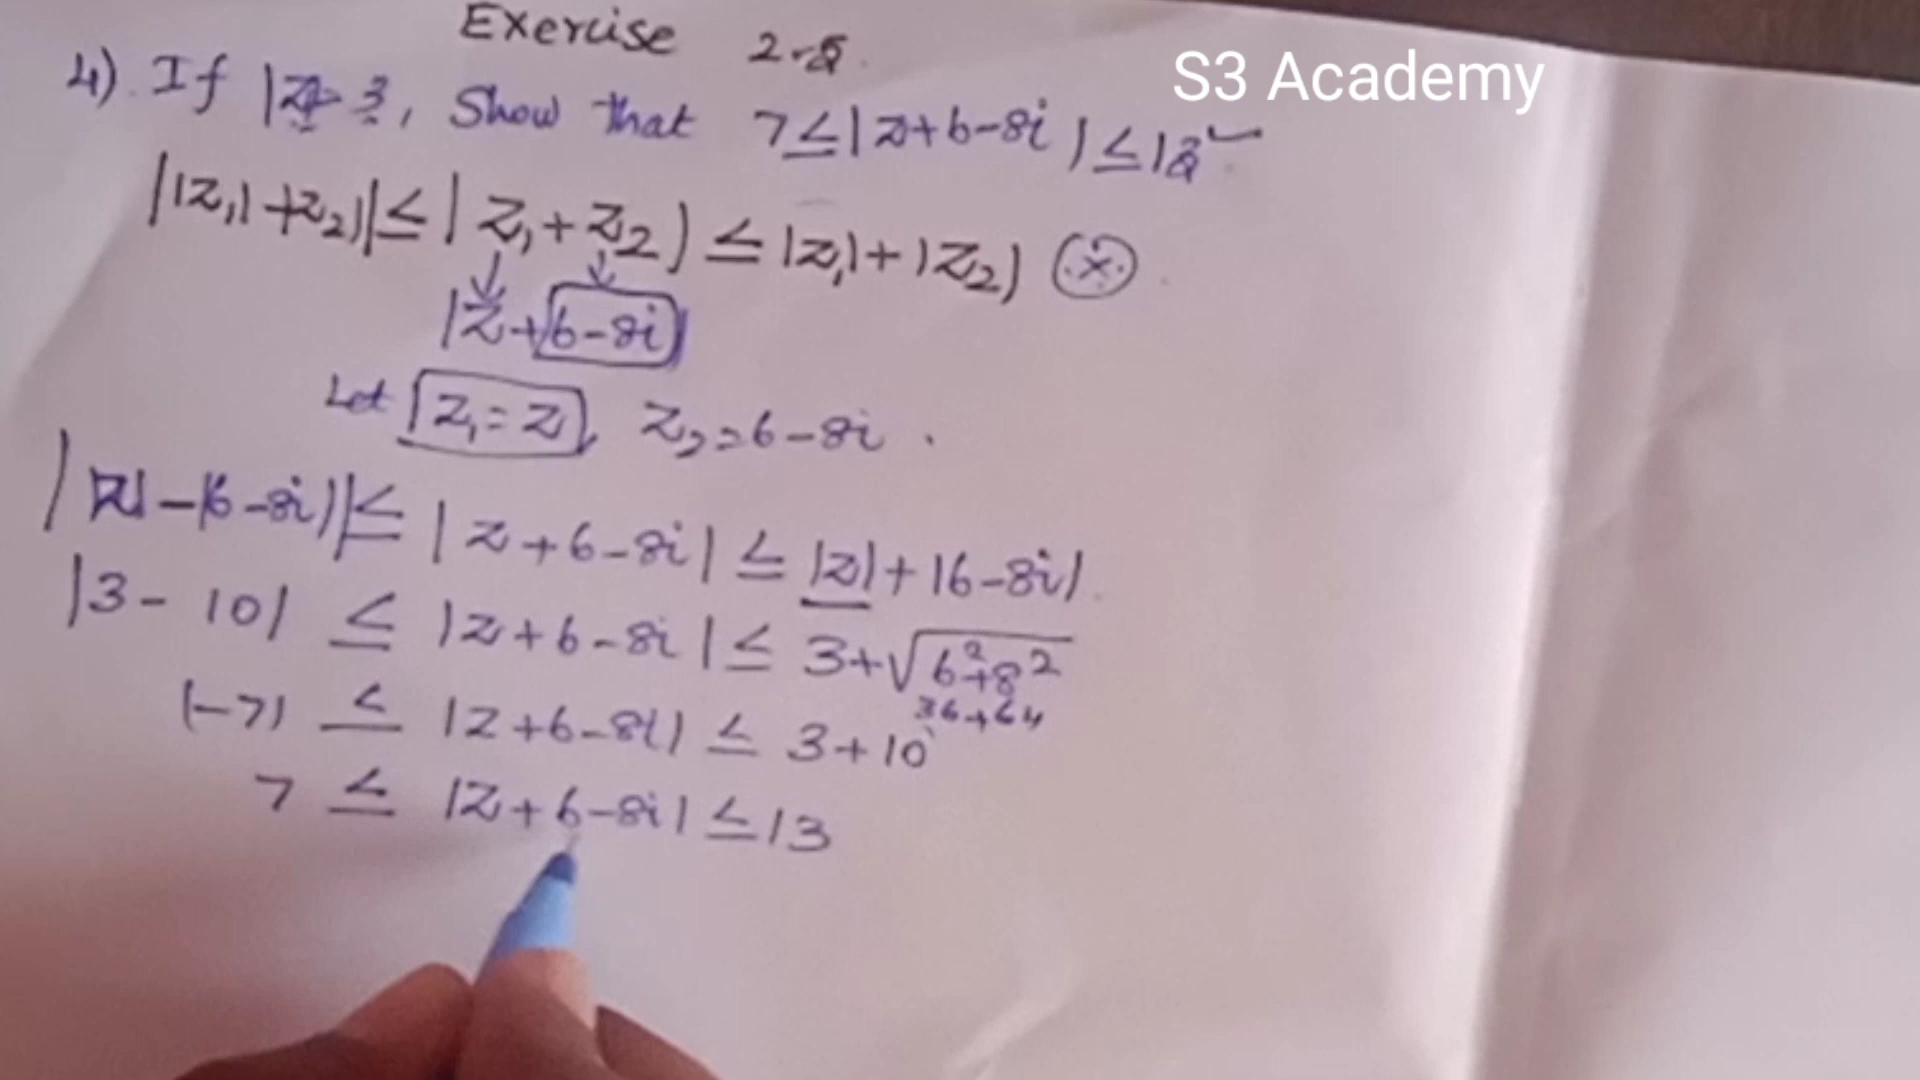 Exercise 2.5
S3 Academy
4). If |z|= 3, Show that 7≤|z+6-8i|≤13
||z₁|+z₂||≤|z₁+z₂|≤|z₁|+|z₂| (*)
|z+6-8i|
Let z₁=z, z₂=6-8i.
||z|-|6-8i||≤|z+6-8i|≤|z|+|6-8i|.
|3-10| ≤ |z+6-8i|≤ 3+√6²+8²
36+64
|-7| ≤ |z+6-8i| ≤ 3+10
7 ≤ |z+6-8i|≤13